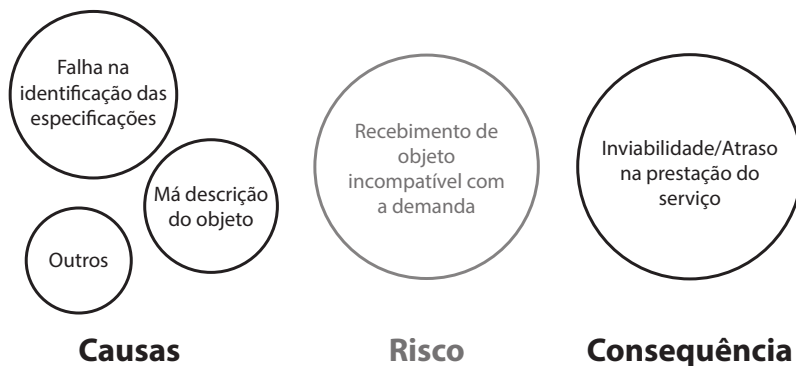 Falha na
identificação das
especificações
Má descrição
do objeto
Outros
Causas
Recebimento de
objeto
incompatível com
a demanda
Risco
Inviabilidade/Atraso
na prestação do
serviço
Consequência